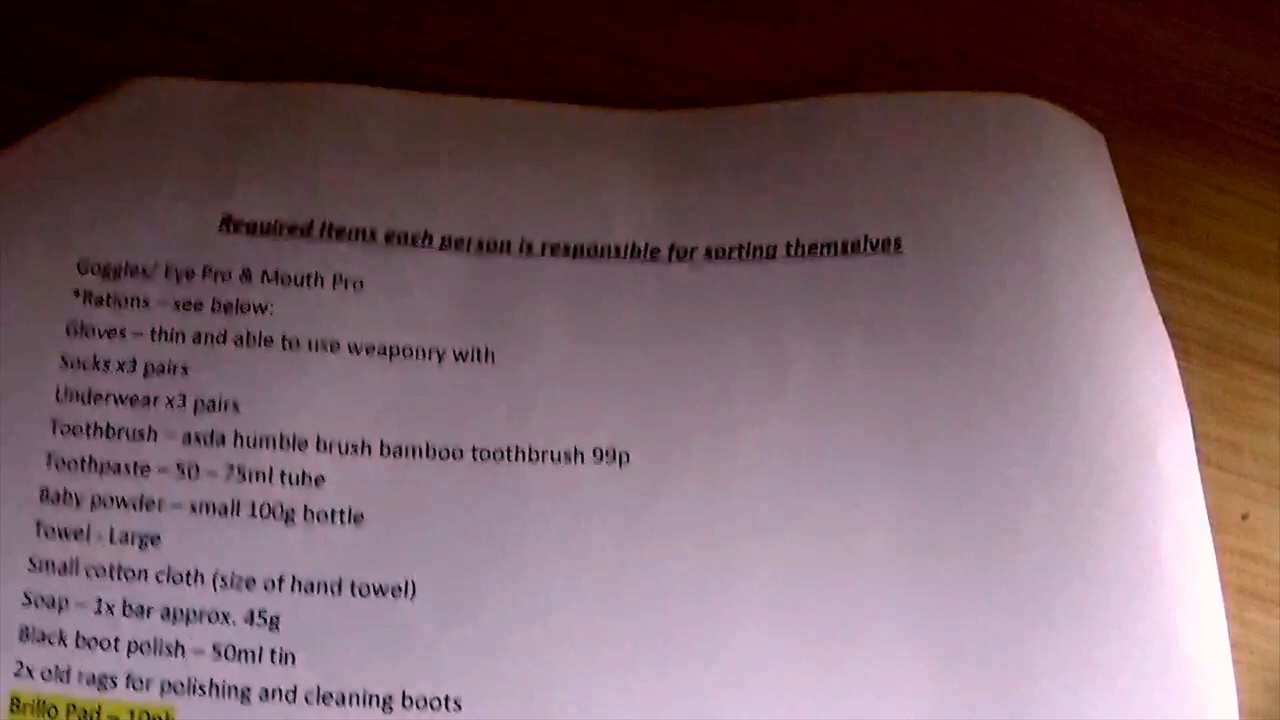 Required Items each person is responsible for sorting themselves
Goggles/ Eye Pro & Mouth Pro
*Rations – see below:
Gloves – thin and able to use weaponry with
Socks x3 pairs
Underwear x3 pairs
Toothbrush – asda humble brush bamboo toothbrush 99p
Toothpaste – 50 – 75ml tube
Baby powder – small 100g bottle
Towel - Large
Small cotton cloth (size of hand towel)
Soap – 1x bar approx. 45g
Black boot polish – 50ml tin
2x old rags for polishing and cleaning boots
Brillo Pad – 10pk